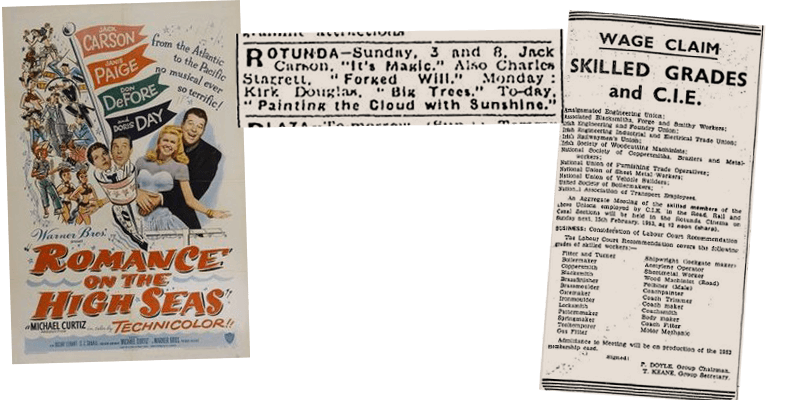 JACK
CARSON
JANIS
PAIGE
DON
DEFORE
and DORIS DAY
from the Atlantic
to the Pacific
no musical ever
so terrific!
Warner Bros.'
"ROMANCE
ON THE
HIGH SEAS"
MICHAEL CURTIZ
TECHNICOLOR!!
ROTUNDA—Sunday, 3 and 8, Jack
Carson, "It's Magic." Also Charles
Starrett, "Forked Will." Monday:
Kirk Douglas, "Big Trees." To-day,
"Painting the Cloud with Sunshine."
WAGE CLAIM
SKILLED GRADES
and C.I.E.
Amalgamated Engineering Union;
Associated Blacksmiths, Forge and Smithy Workers;
Irish Engineering and Foundry Union;
Irish Engineering Industrial and Electrical Trade Union;
Irish Railwaymen's Union;
Irish Society of Woodcutting Machinists;
National Society of Coppersmiths, Braziers and Metal-
workers;
National Union of Furnishing Trade Operatives;
National Union of Sheet Metal Workers;
National Union of Vehicle Builders;
United Society of Boilermakers;
National Association of Transport Employees.
An Aggregate Meeting of the skilled members of the
above Unions employed by C.I.E. in the Road, Rail and
Canal Sections will be held in the Rotunda Cinema on
Sunday next, 15th February, 1953, at 12 noon (sharp).
BUSINESS: Consideration of Labour Court Recommendation
The Labour Court Recommendation covers the following
grades of skilled workers:—
Fitter and Turner
Boilermaker
Coppersmith
Blacksmith
Brassfinisher
Brassmoulder
Coremaker
Ironmoulder
Locksmith
Patternmaker
Springmaker
Gas Fitter
Shipwright (lockgate maker)
Acetylene Operator
Sheetmetal Worker
Wood Machinist (Road)
Polisher (Male)
Coachpainter
Coach Trimmer
Coach maker
Coachsmith
Body maker
Coach Fitter
Motor Mechanic
Admittance to Meeting will be on production of the 1953
membership card.
Signed:
P. DOYLE, Group Chairman.
T. KEANE, Group Secretary.